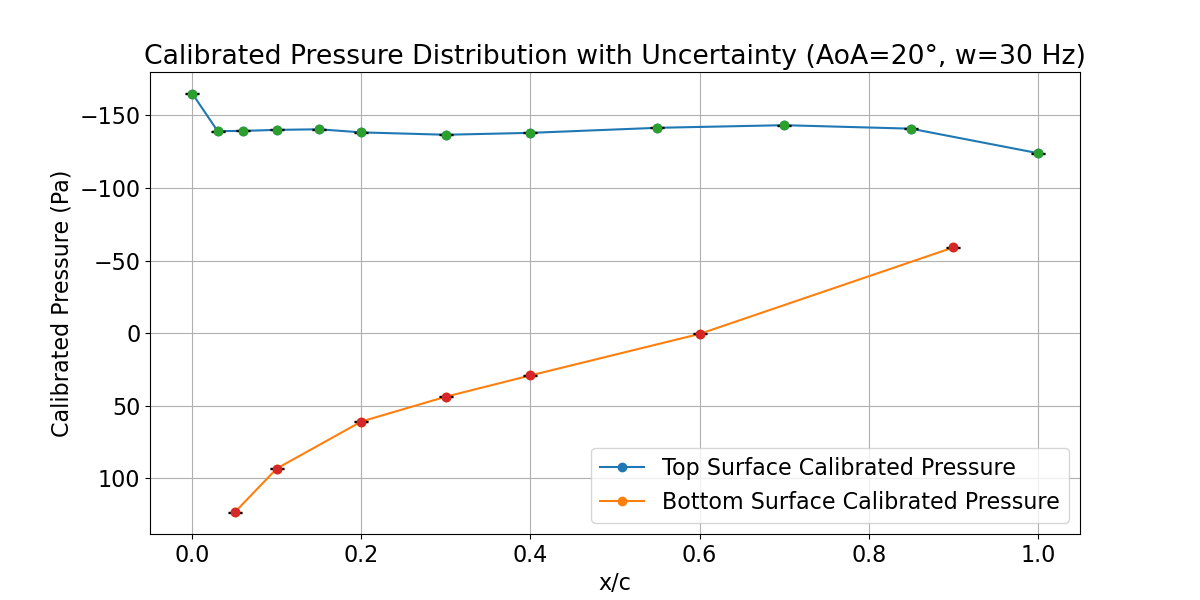 Calibrated Pressure Distribution with Uncertainty (AoA=20°, w=30 Hz)
Calibrated Pressure (Pa)
−150
−100
−50
0
50
100
Top Surface Calibrated Pressure
Bottom Surface Calibrated Pressure
0.0 0.2 0.4 0.6 0.8 1.0
x/c